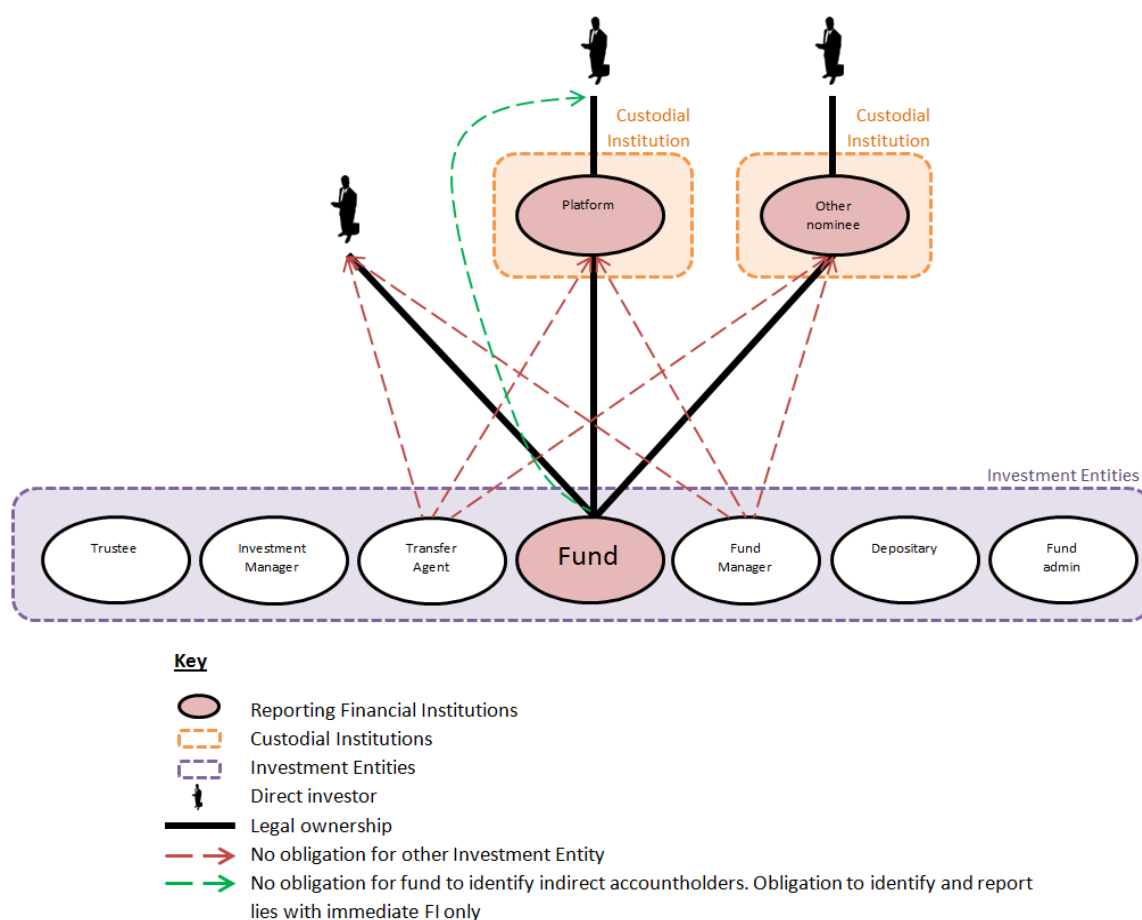 Custodial
Institution
Custodial
Institution
Platform
Other
nominee
Investment Entities
Trustee
Investment
Manager
Transfer
Agent
Fund
Fund
Manager
Depositary
Fund
admin
Key
Reporting Financial Institutions
Custodial Institutions
Investment Entities
Direct investor
Legal ownership
No obligation for other Investment Entity
No obligation for fund to identify indirect accountholders. Obligation to identify and report
lies with immediate FI only